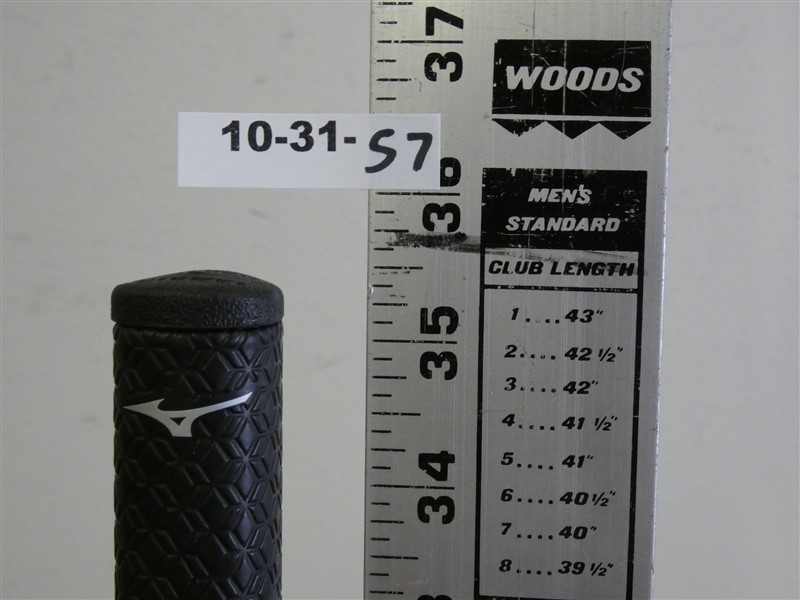 37
WOODS
10-31-S7
36
MEN'S
STANDARD
CLUB LENGTH
1....43"
35
2....42 1/2"
3....42"
4....41 1/2"
5....41"
34
6....40 1/2"
7....40"
8....39 1/2"